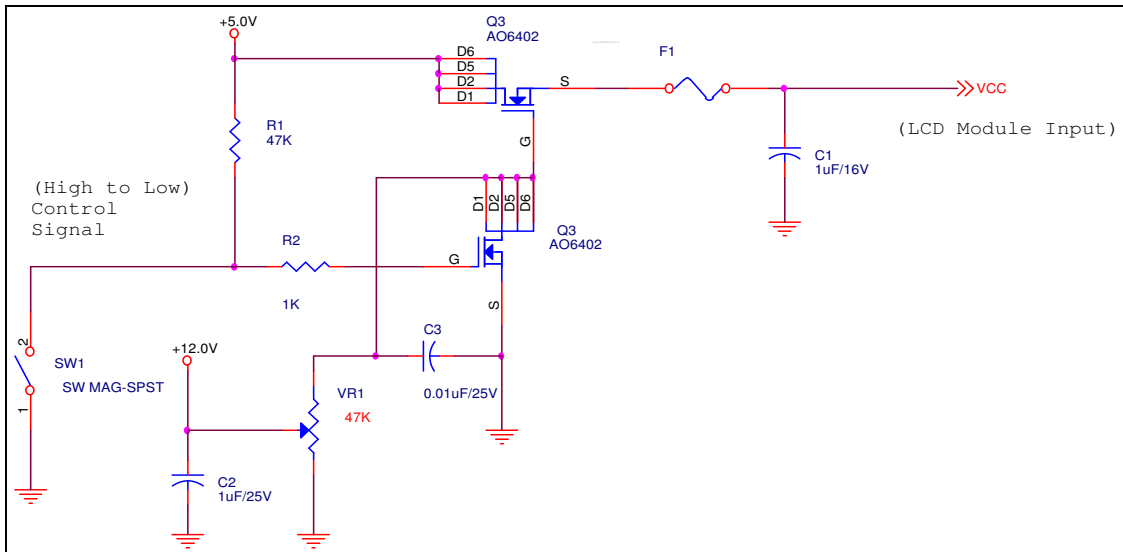 +5.0V
Q3
AO6402
D6
D5
D2
D1
S
G
F1
VCC
(LCD Module Input)
R1
47K
C1
1uF/16V
(High to Low)
Control
Signal
D1
D2
D5
D6
Q3
AO6402
R2
G
1K
S
2
SW1
SW MAG-SPST
1
+12.0V
C3
0.01uF/25V
VR1
47K
C2
1uF/25V